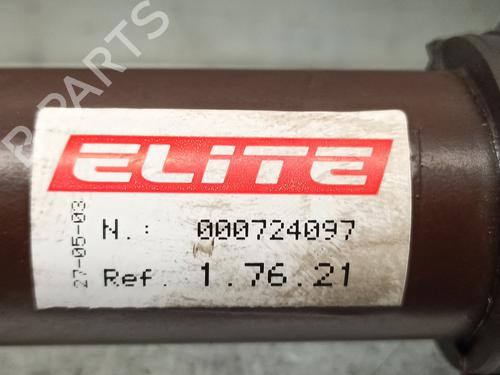 B-PARTS
ELiTE
27-05-03
N.: 000724097
Ref. 1.76.21